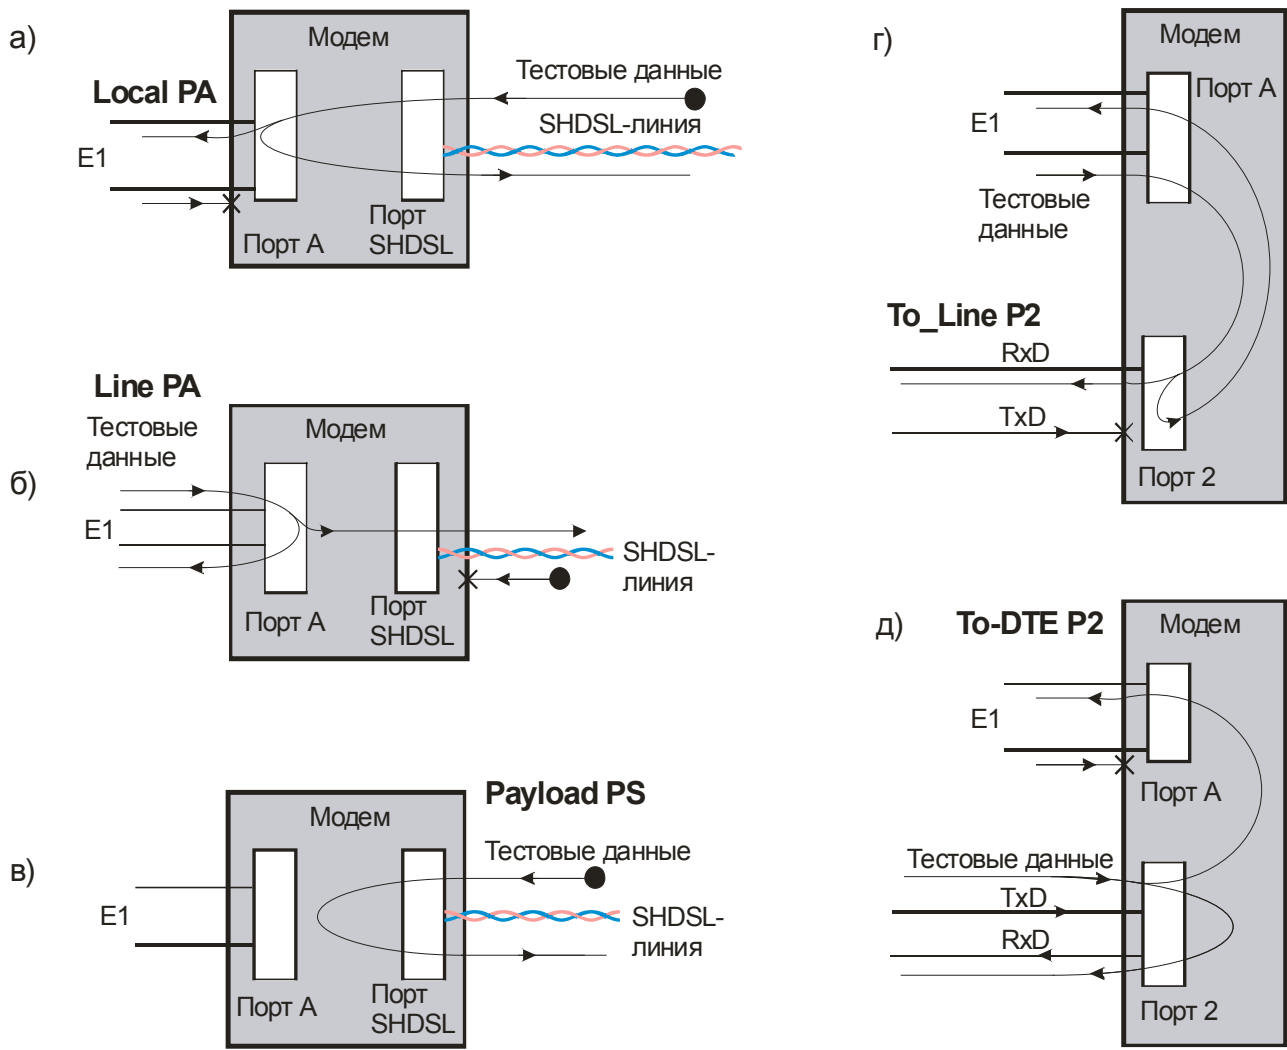 а)
Модем
Local PA
Тестовые данные
SHDSL-линия
E1
Порт А
Порт
SHDSL
б)
Line PA
Тестовые
данные
Модем
E1
SHDSL-
линия
Порт А
Порт
SHDSL
в)
Payload PS
Модем
Тестовые данные
E1
SHDSL-
линия
Порт А
Порт
SHDSL
г)
Модем
Порт А
E1
Тестовые
данные
To_Line P2
RxD
TxD
Порт 2
д)
To-DTE P2
Модем
E1
Порт А
Тестовые данные
TxD
RxD
Порт 2